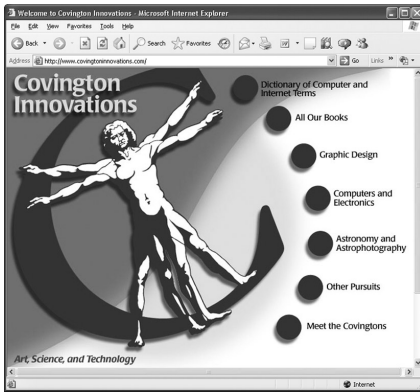 Welcome to Covington Innovations - Microsoft Internet Explorer
File Edit View Favorites Tools Help
Back Search Favorites
Address http://www.covingtoninnovations.com/ Go Links »
Covington
Innovations
Dictionary of Computer and
Internet Terms
All Our Books
Graphic Design
Computers and
Electronics
Astronomy and
Astrophotography
Other Pursuits
Meet the Covingtons
Art, Science, and Technology
Internet